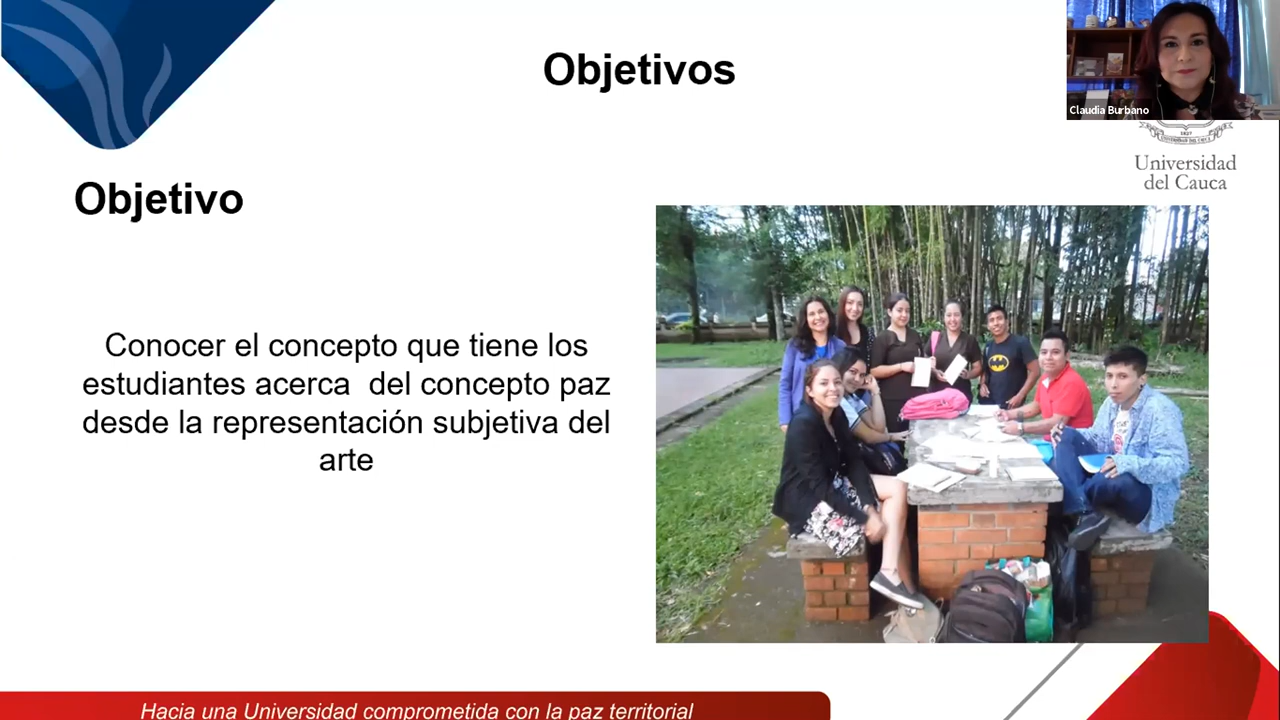 Objetivos
Claudia Burbano
1827
Universidad
del Cauca
Objetivo
Conocer el concepto que tiene los
estudiantes acerca  del concepto paz
desde la representación subjetiva del
arte
Hacia una Universidad comprometida con la paz territorial